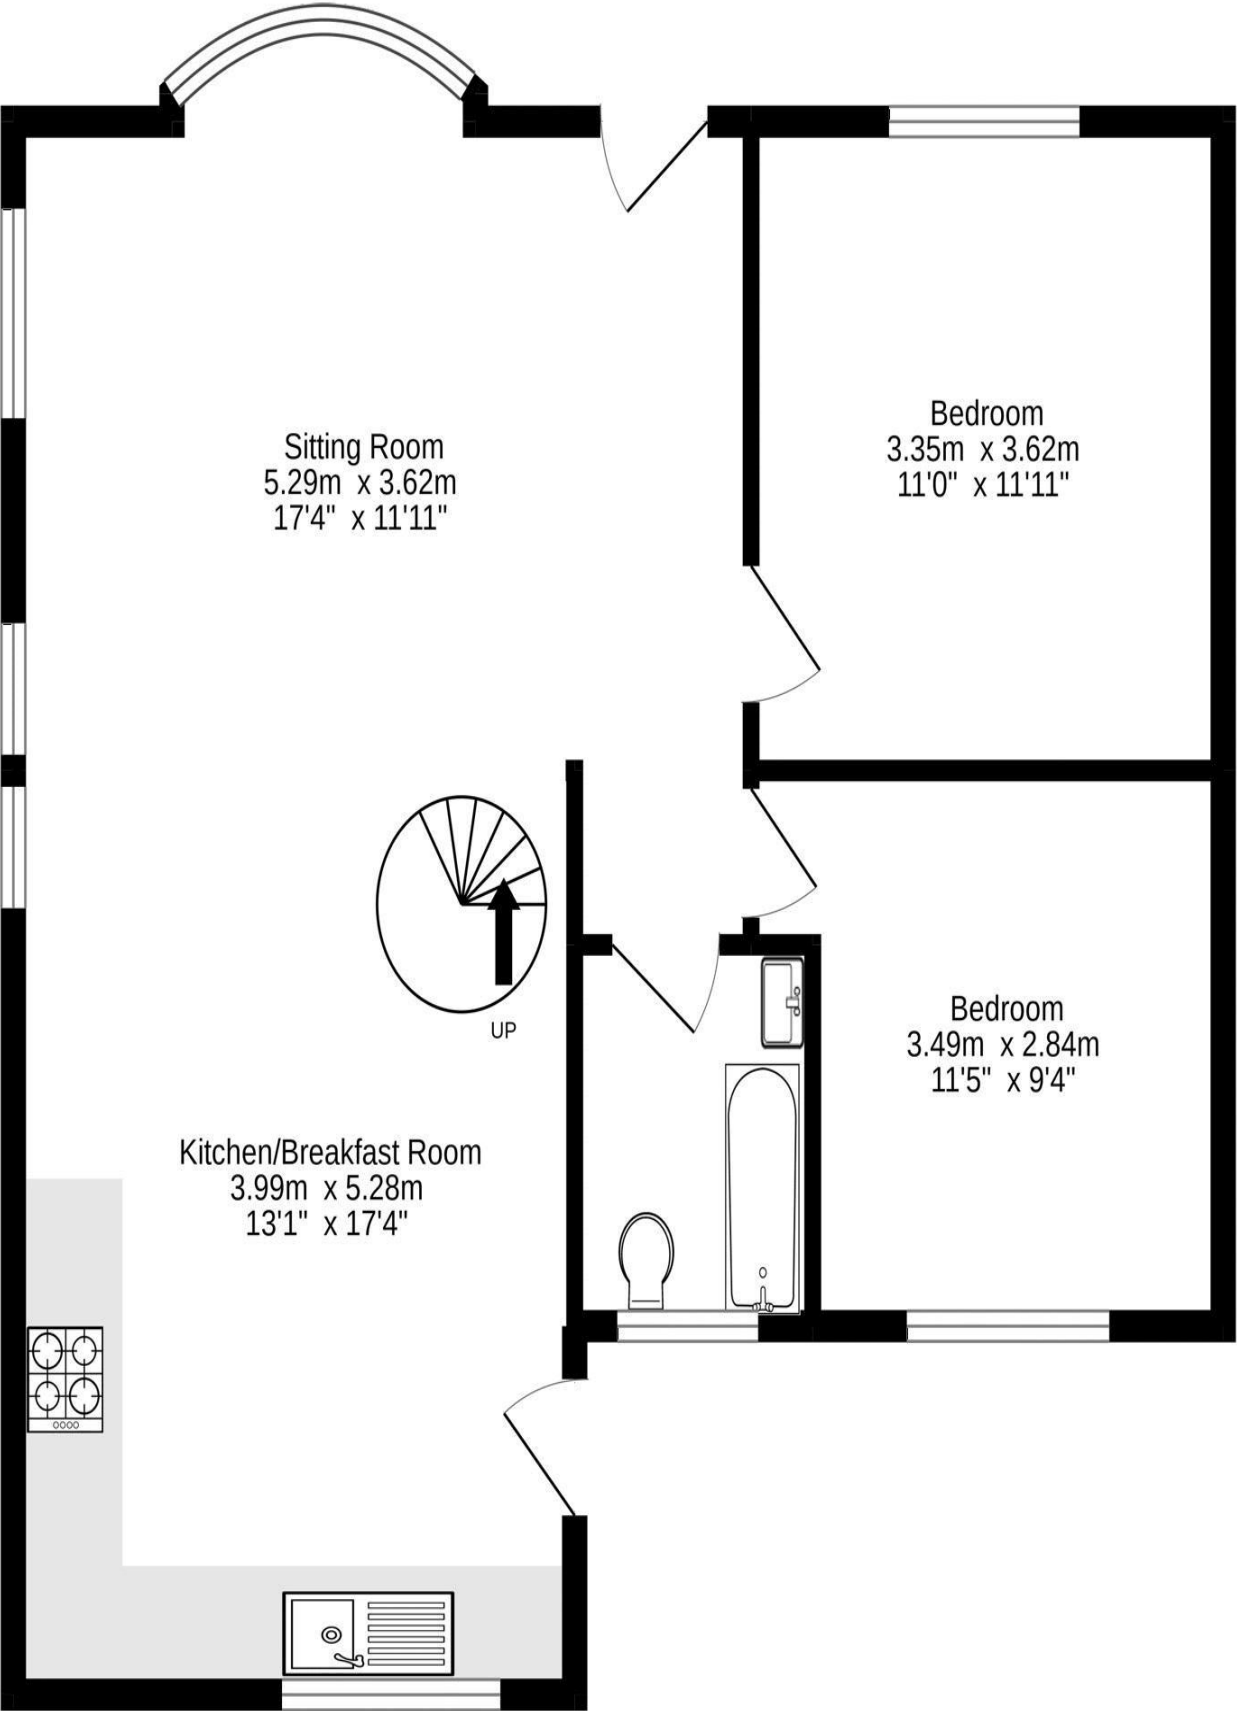 Sitting Room
5.29m x 3.62m
17'4" x 11'11"
Bedroom
3.35m x 3.62m
11'0" x 11'11"
UP
Bedroom
3.49m x 2.84m
11'5" x 9'4"
Kitchen/Breakfast Room
3.99m x 5.28m
13'1" x 17'4"